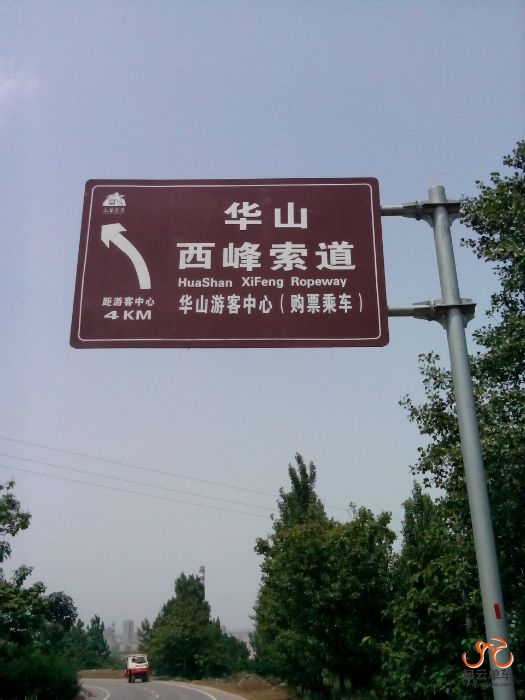 华山
西峰索道
HuaShan XiFeng Ropeway
华山游客中心（购票乘车）
距游客中心
4 KM